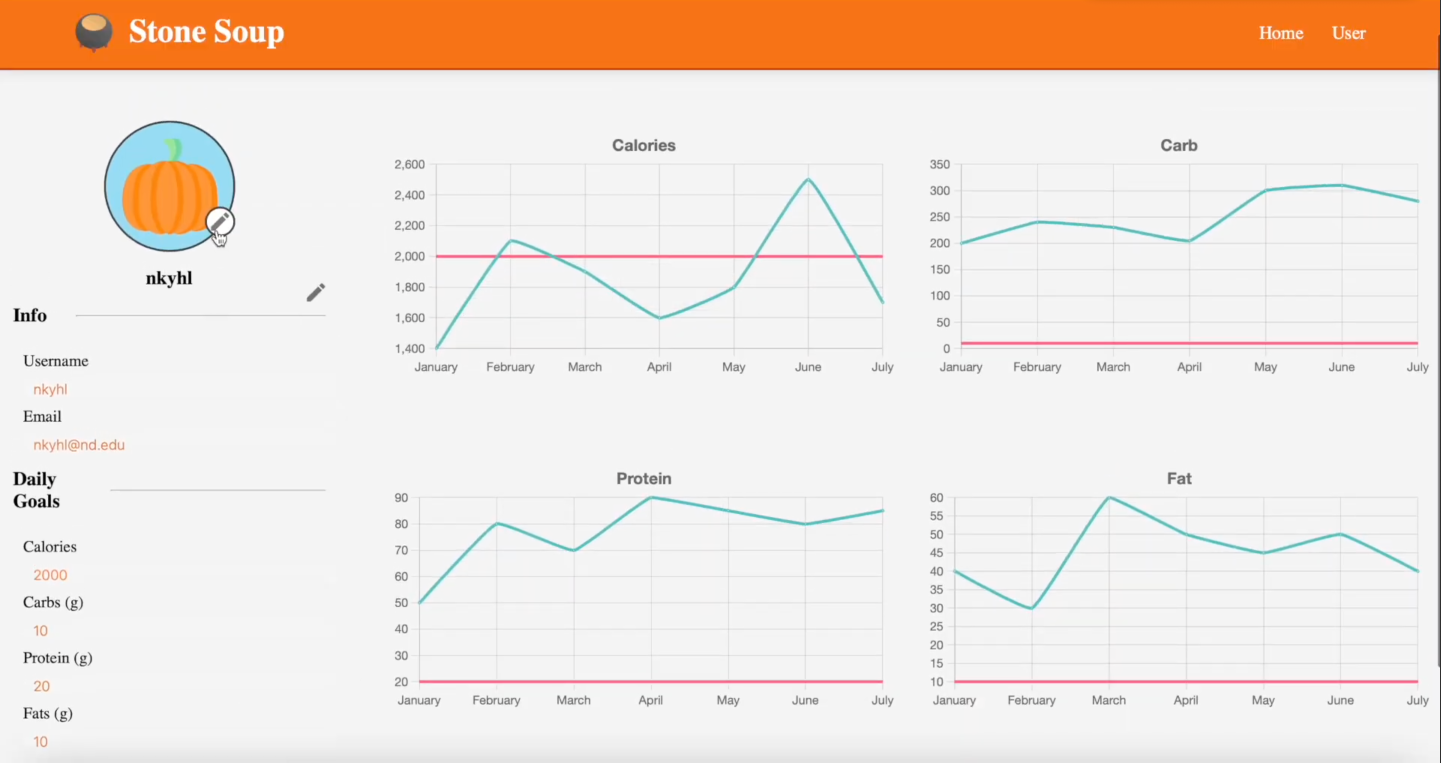 Stone Soup
Home User
nkyhl
Info
Username
nkyhl
Email
nkyhl@nd.edu
Daily
Goals
Calories
2000
Carbs (g)
10
Protein (g)
20
Fats (g)
10
Calories
2,600
2,400
2,200
2,000
1,800
1,600
1,400
January February March April May June July
Carb
350
300
250
200
150
100
50
0
January February March April May June July
Protein
90
80
70
60
50
40
30
20
January February March April May June July
Fat
60
55
50
45
40
35
30
25
20
15
10
January February March April May June July